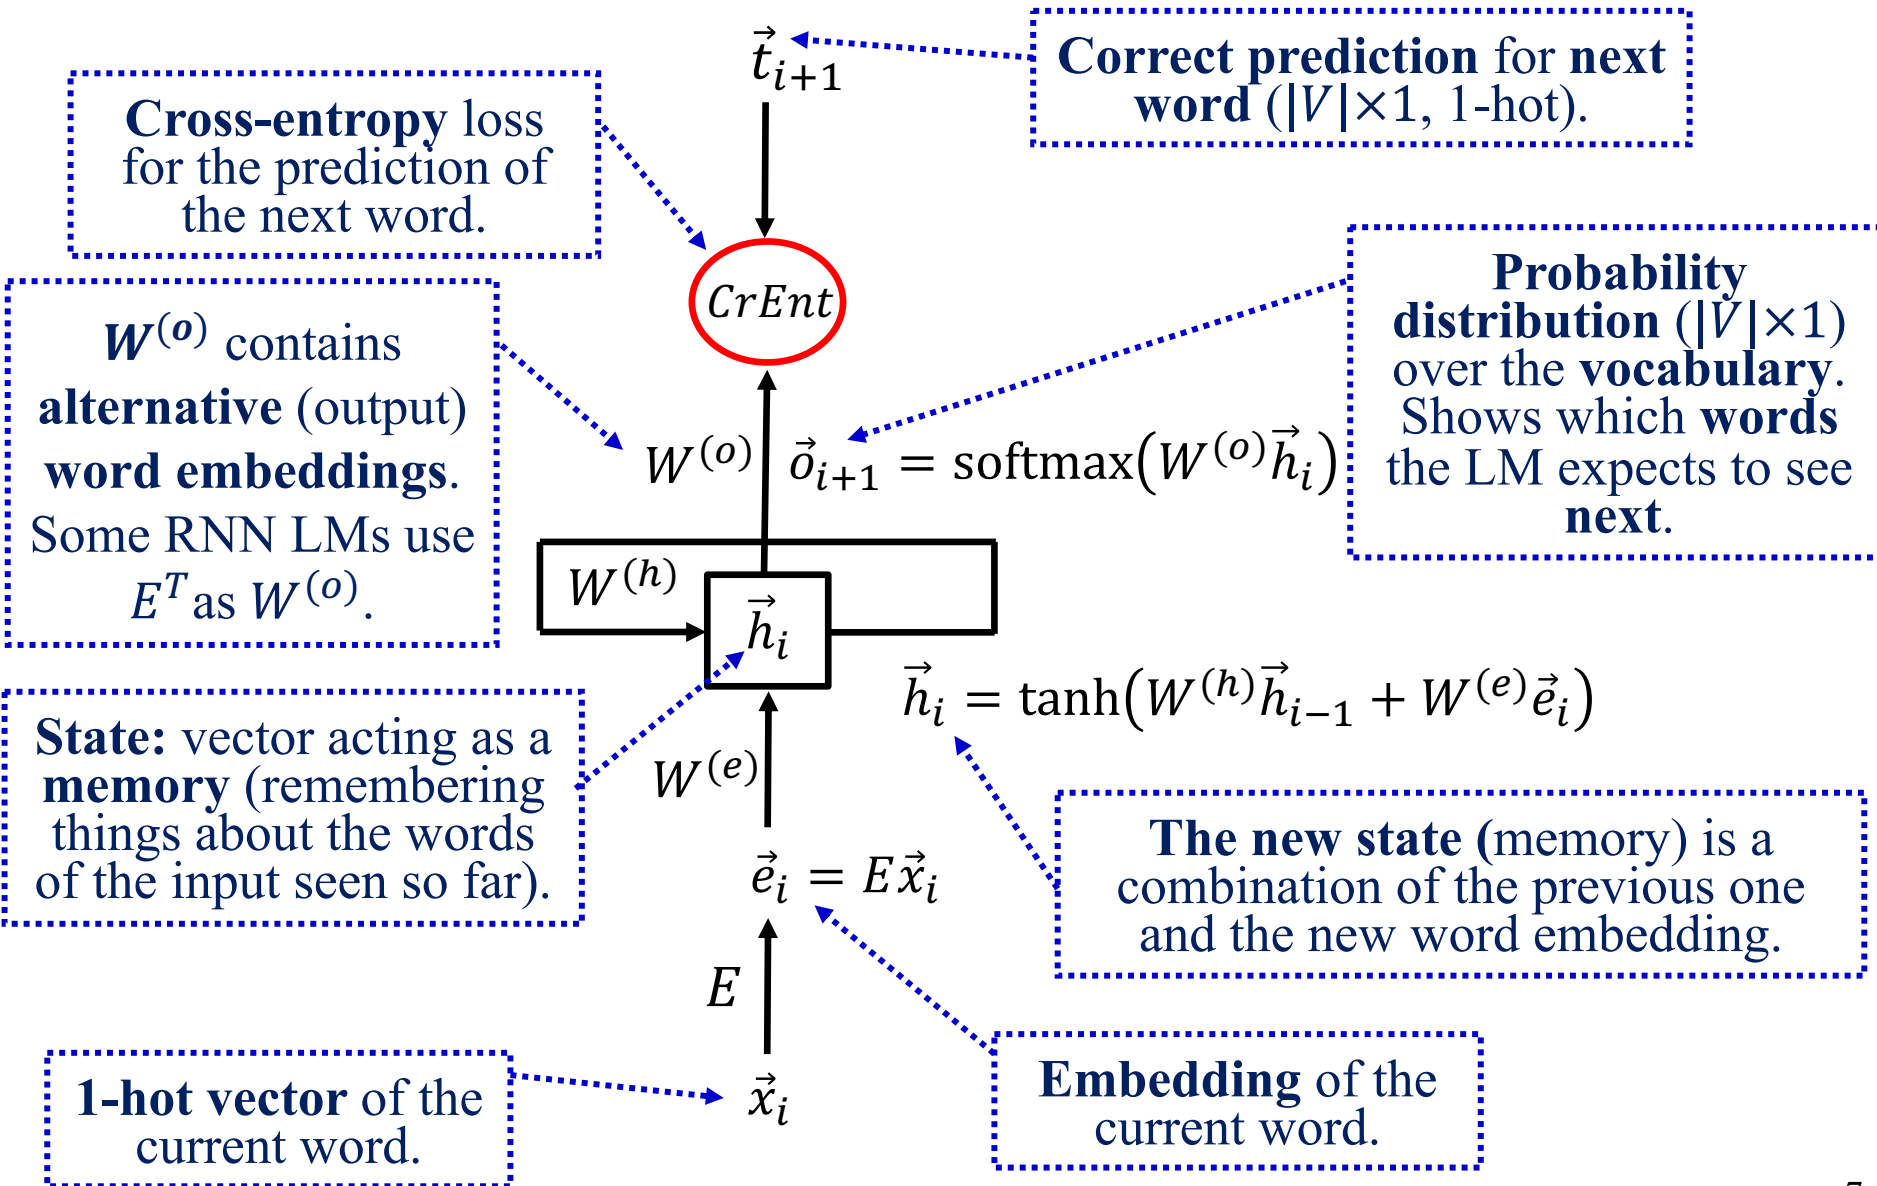 t⃗ᵢ₊₁
Correct prediction for next
word (|V|×1, 1-hot).
Cross-entropy loss
for the prediction of
the next word.
CrEnt
Probability
distribution (|V|×1)
over the vocabulary.
Shows which words
the LM expects to see
next.
W⁽ᵒ⁾ contains
alternative (output)
word embeddings.
Some RNN LMs use
Eᵀ as W⁽ᵒ⁾.
W⁽ᵒ⁾ o⃗ᵢ₊₁ = softmax(W⁽ᵒ⁾h⃗ᵢ)
W⁽ʰ⁾
h⃗ᵢ
h⃗ᵢ = tanh(W⁽ʰ⁾h⃗ᵢ₋₁ + W⁽ᵉ⁾e⃗ᵢ)
State: vector acting as a
memory (remembering
things about the words
of the input seen so far).
W⁽ᵉ⁾
The new state (memory) is a
combination of the previous one
and the new word embedding.
e⃗ᵢ = Ex⃗ᵢ
E
Embedding of the
current word.
1-hot vector of the
current word.
x⃗ᵢ